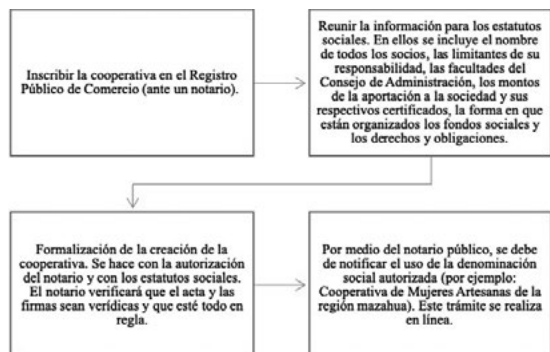 Inscribir la cooperativa en el Registro
Público de Comercio (ante un notario).
Reunir la información para los estatutos
sociales. En ellos se incluye el nombre
de todos los socios, las limitantes de su
responsabilidad, las facultades del
Consejo de Administración, los montos
de la aportación a la sociedad y sus
respectivos certificados, la forma en que
están organizados los fondos sociales
y los derechos y obligaciones.
Formalización de la creación de la
cooperativa. Se hace con la autorización
del notario y con los estatutos sociales.
El notario verificará que el acta y las
firmas sean verídicas y que esté todo en
regla.
Por medio del notario público, se debe
de notificar el uso de la denominación
social autorizada (por ejemplo:
Cooperativa de Mujeres Artesanas de la
región mazahua). Este trámite se realiza
en línea.